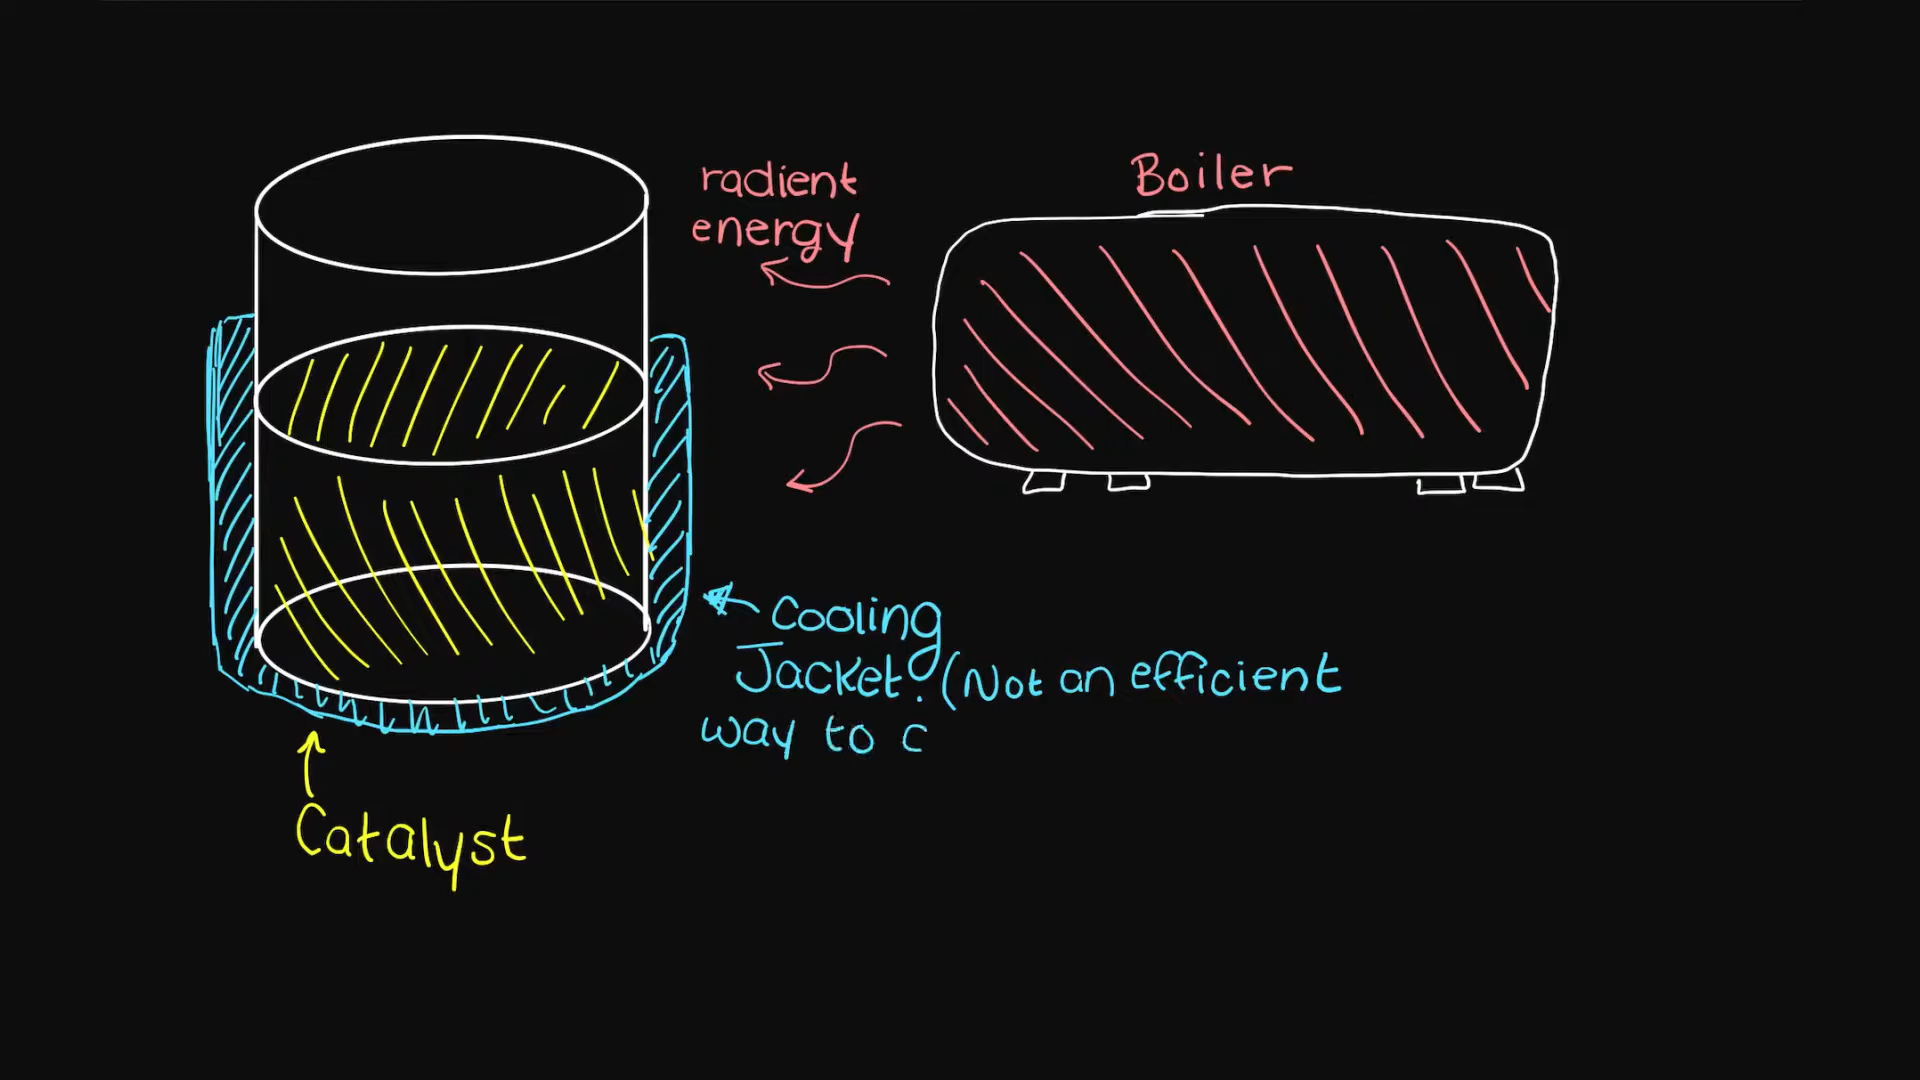 radient
energy
Boiler
Cooling
Jacket? (Not an efficient
way to c
Catalyst